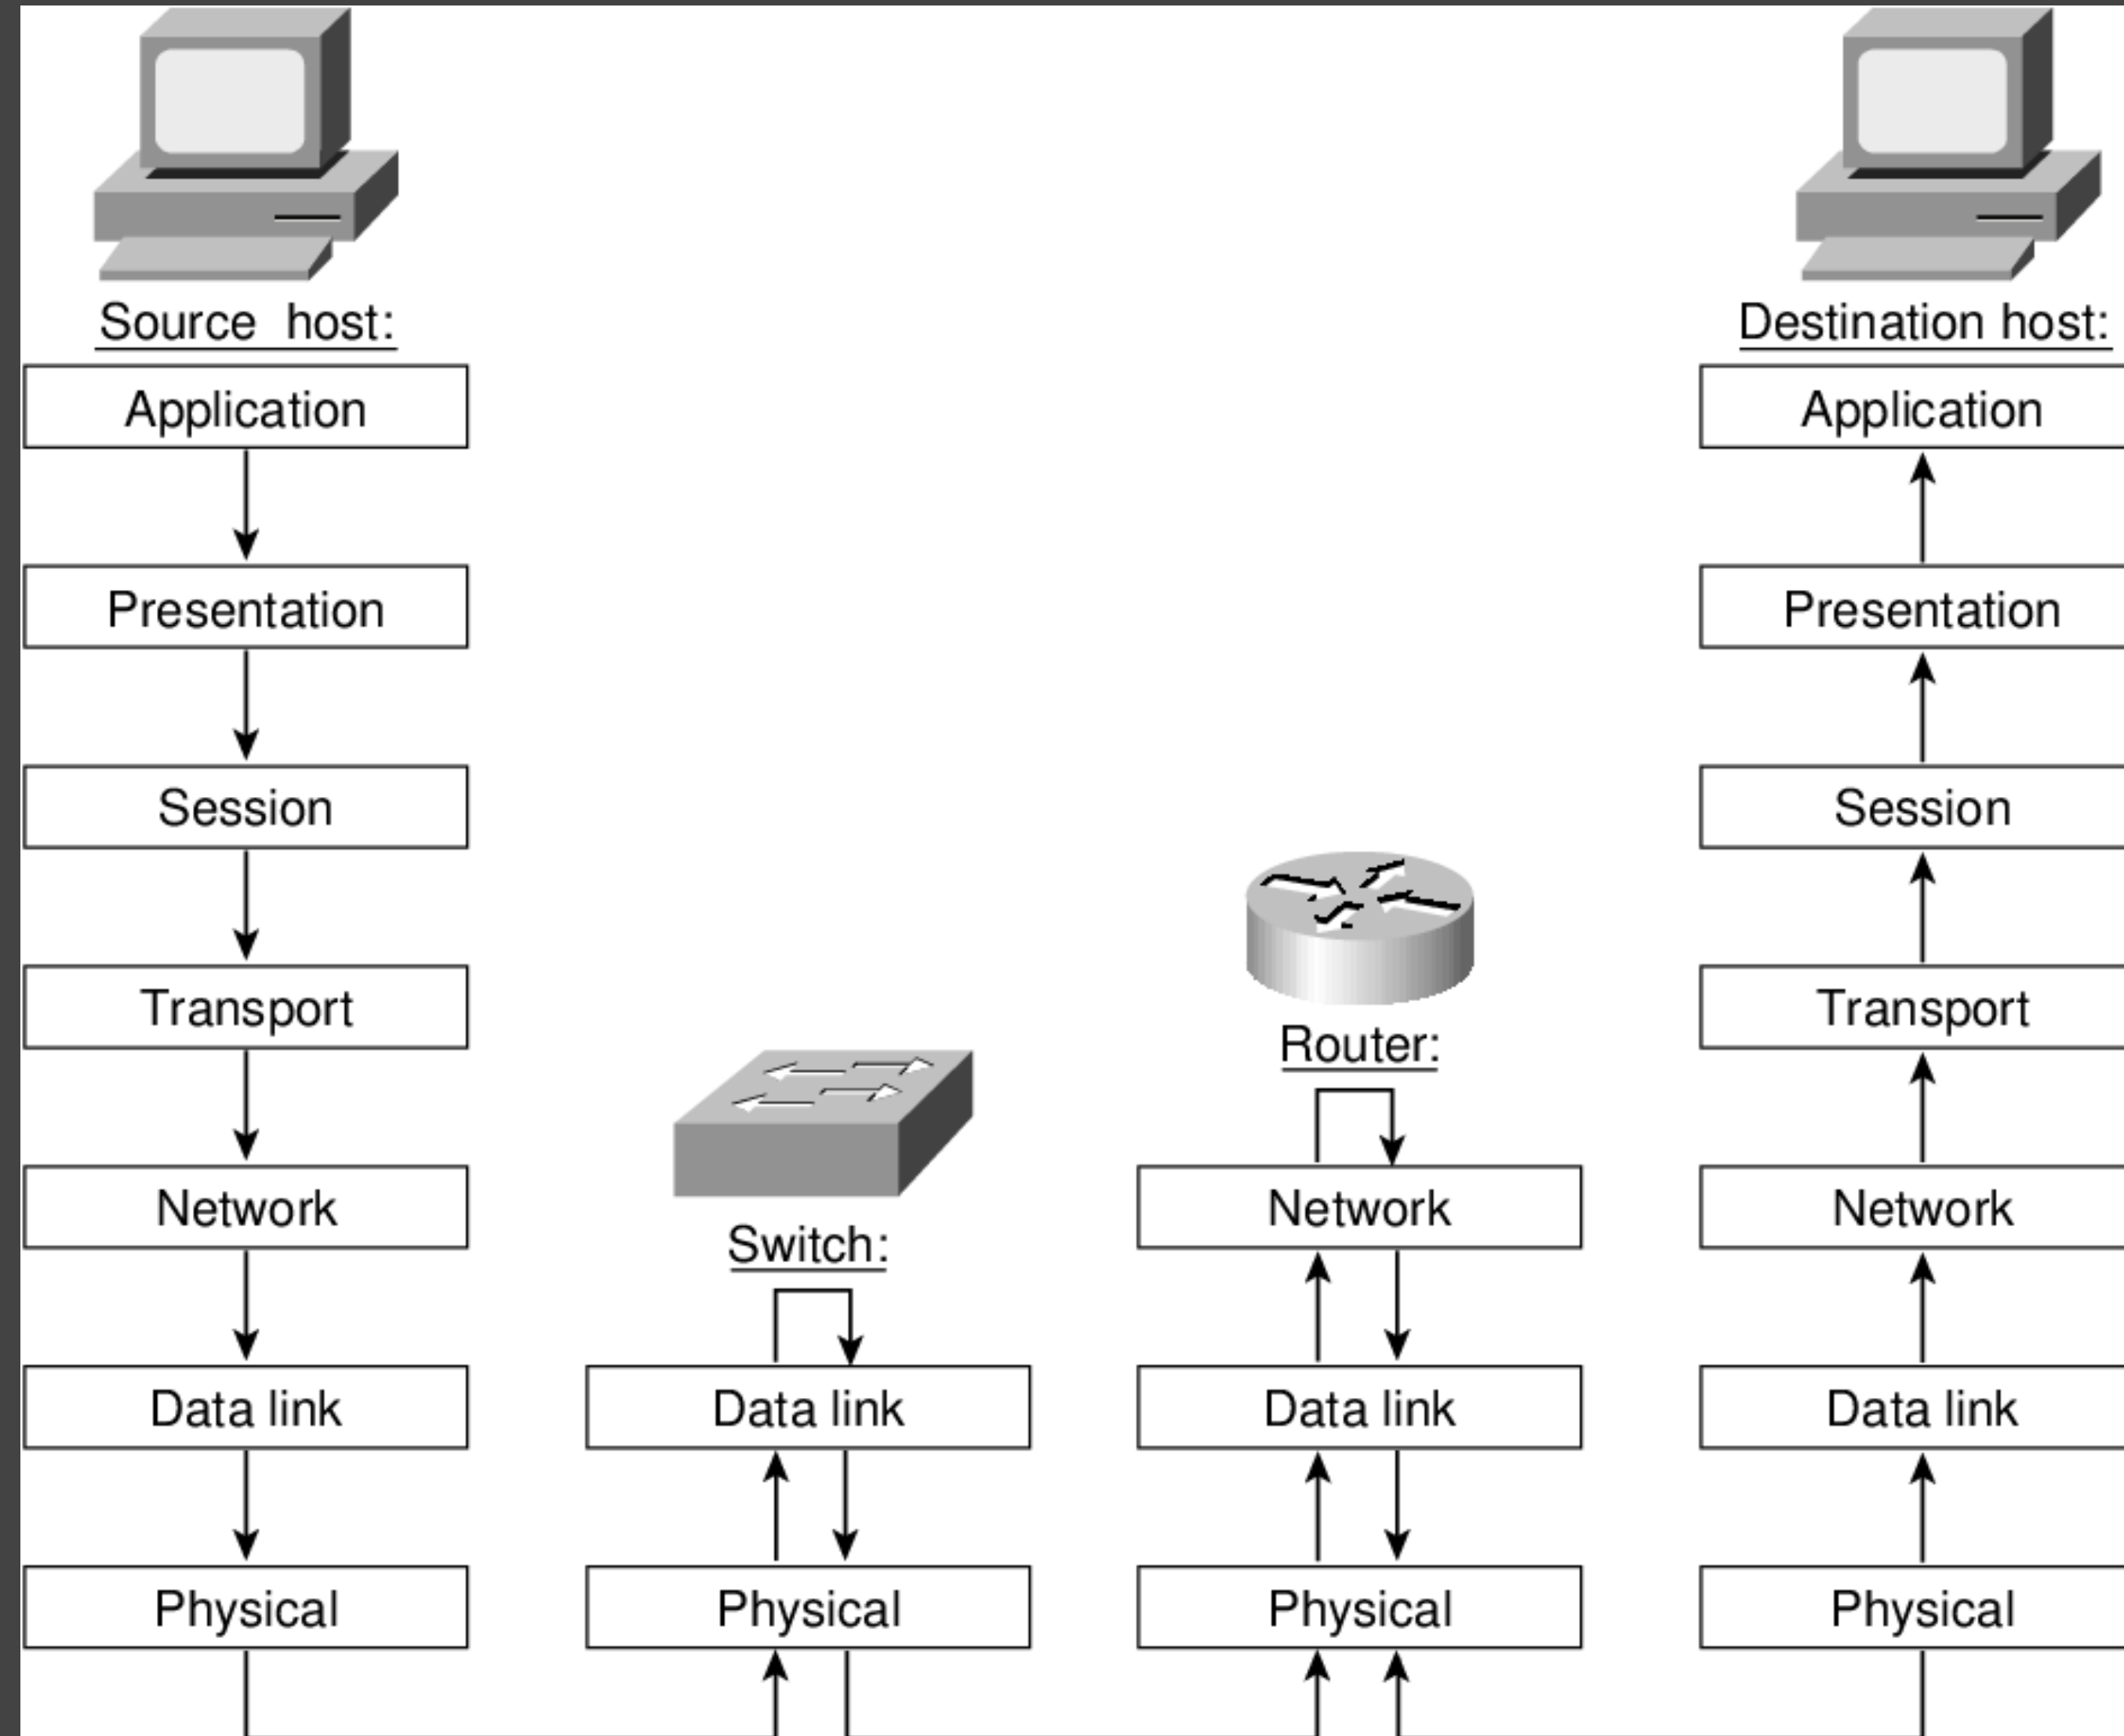 Source host:
Application
Presentation
Session
Transport
Network
Data link
Physical
Switch:
Data link
Physical
Router:
Network
Data link
Physical
Destination host:
Application
Presentation
Session
Transport
Network
Data link
Physical